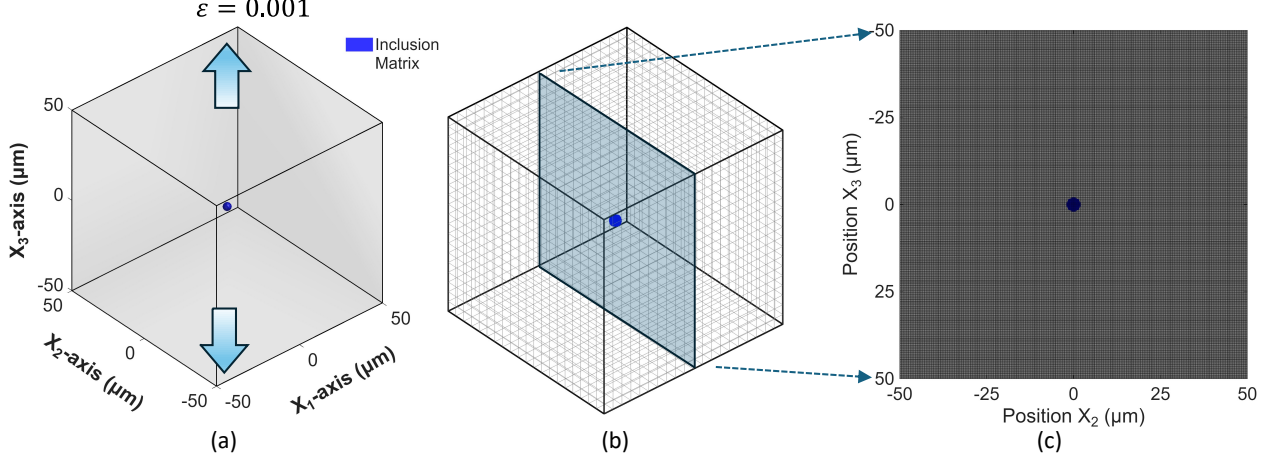 ε = 0.001
Inclusion
Matrix
X3-axis (μm)
50
0
-50
50
0
-50
X2-axis (μm)
-50
0
50
X1-axis (μm)
(a)
(b)
Position X3 (μm)
-50
-25
0
25
50
-50
-25
0
25
50
Position X2 (μm)
(c)